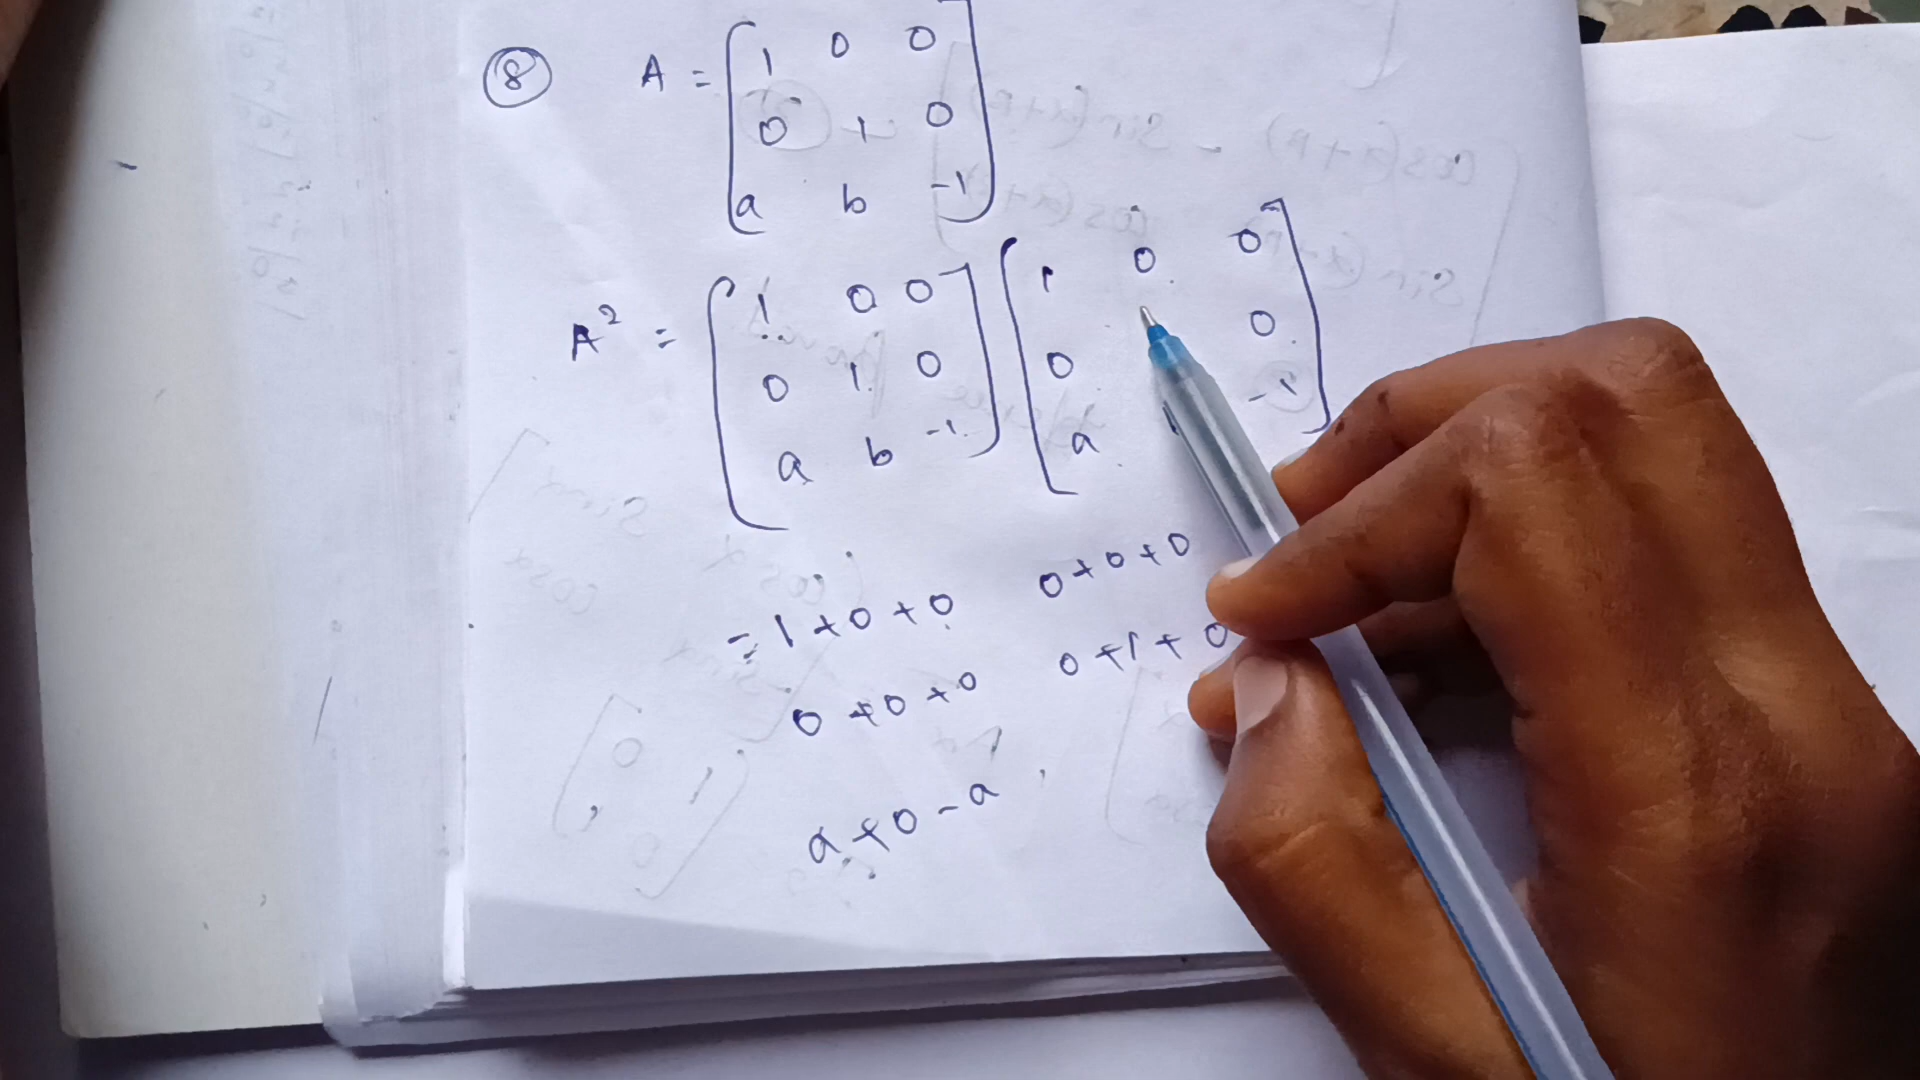 8 A = [ 1 0 0
0 1 0
a b -1 ]
A² = [ 1 0 0 ] [ 1 0 0 ]
0 1 0 0 0
a b -1 a -1
= 1+0+0 0+0+0
0+0+0 0+1+0
a+0-a